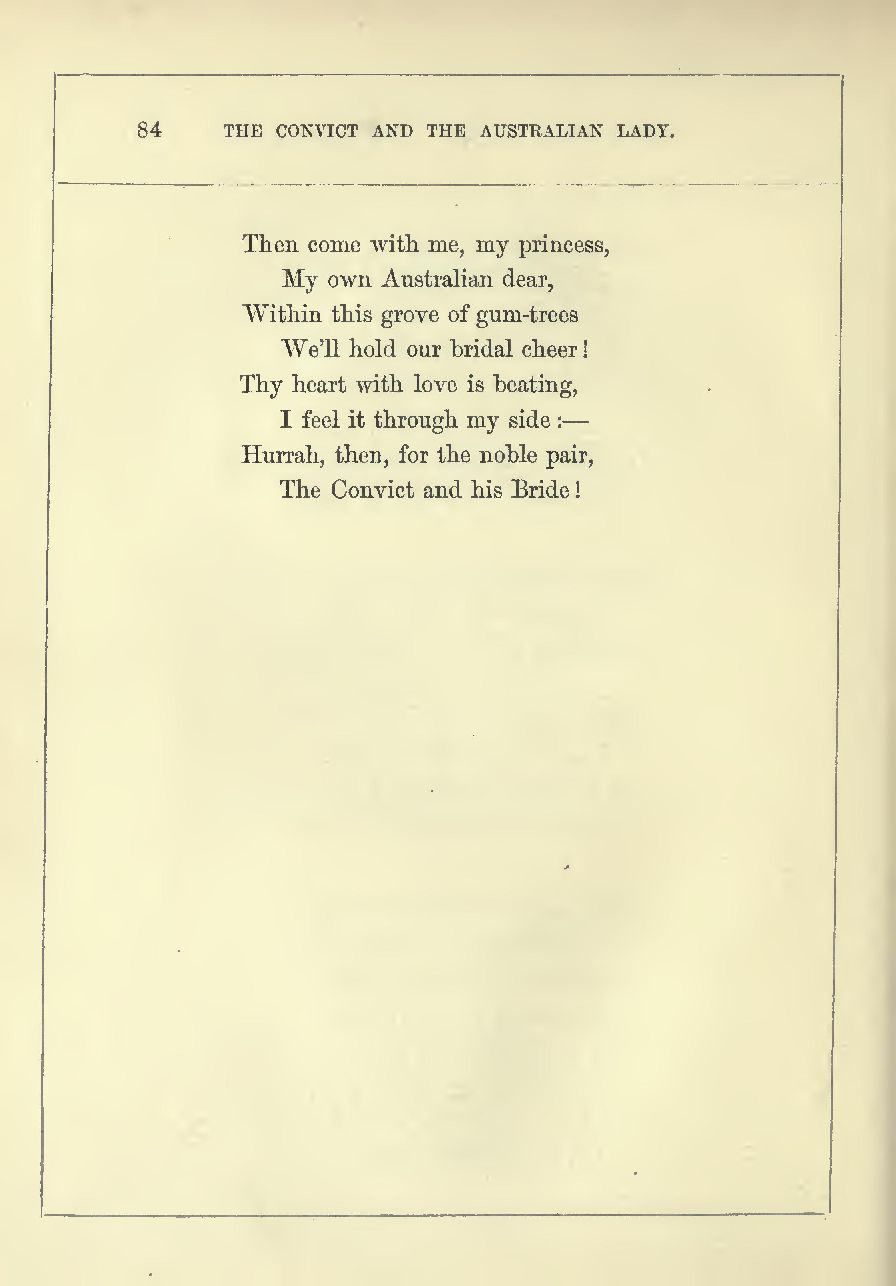 84 THE CONVICT AND THE AUSTRALIAN LADY.
Then come with me, my princess,
My own Australian dear,
Within this grove of gum-trees
We'll hold our bridal cheer!
Thy heart with love is beating,
I feel it through my side:—
Hurrah, then, for the noble pair,
The Convict and his Bride!